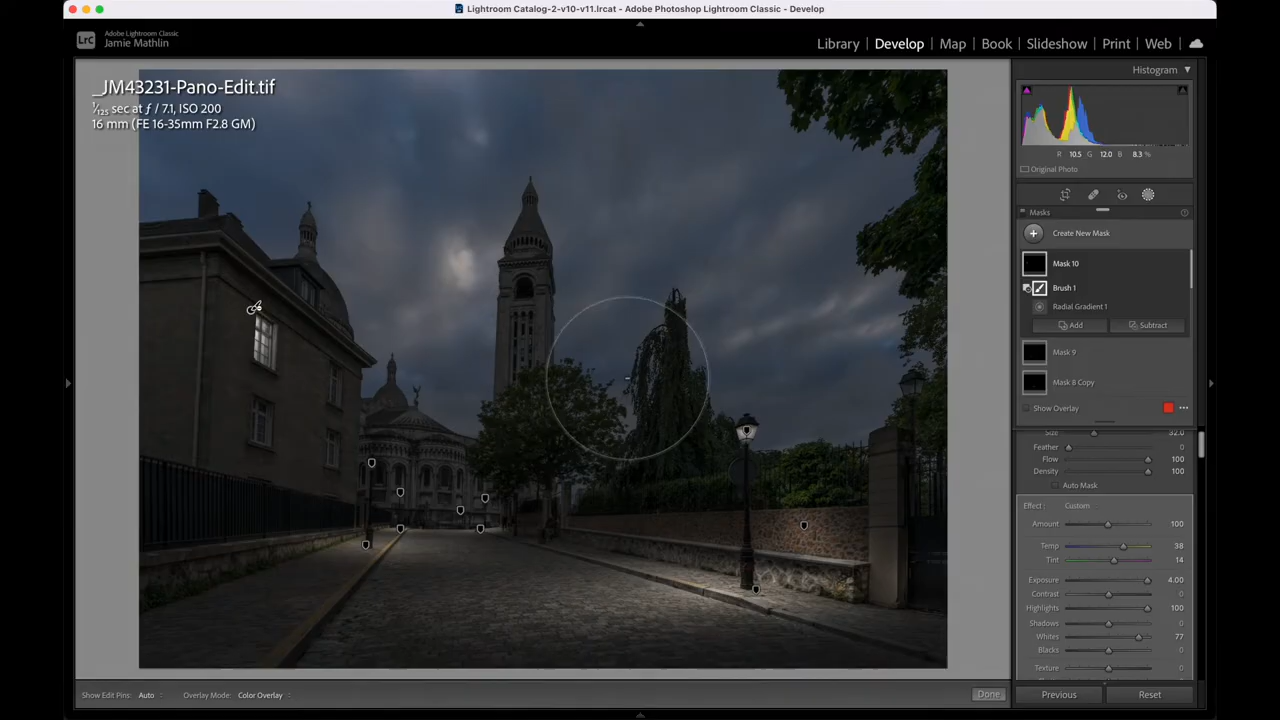 Lightroom Catalog-2-v10-v11.lrcat - Adobe Photoshop Lightroom Classic - Develop
LrC
Adobe Lightroom Classic
Jamie Mathlin
Library | Develop | Map | Book | Slideshow | Print | Web
_JM43231-Pano-Edit.tif
1/125 sec at ƒ / 7.1, ISO 200
16 mm (FE 16-35mm F2.8 GM)
Histogram
R 10.5 G 12.0 B 8.3 %
Original Photo
Masks
Create New Mask
Mask 10
Brush 1
Radial Gradient 1
Add Subtract
Mask 9
Mask 8 Copy
Show Overlay
Size 32.0
Feather 0
Flow 100
Density 100
Auto Mask
Effect : Custom
Amount 100
Temp 38
Tint 14
Exposure 4.00
Contrast 0
Highlights 100
Shadows 0
Whites 77
Blacks 0
Texture 0
Show Edit Pins: Auto Overlay Mode: Color Overlay Done
Previous Reset